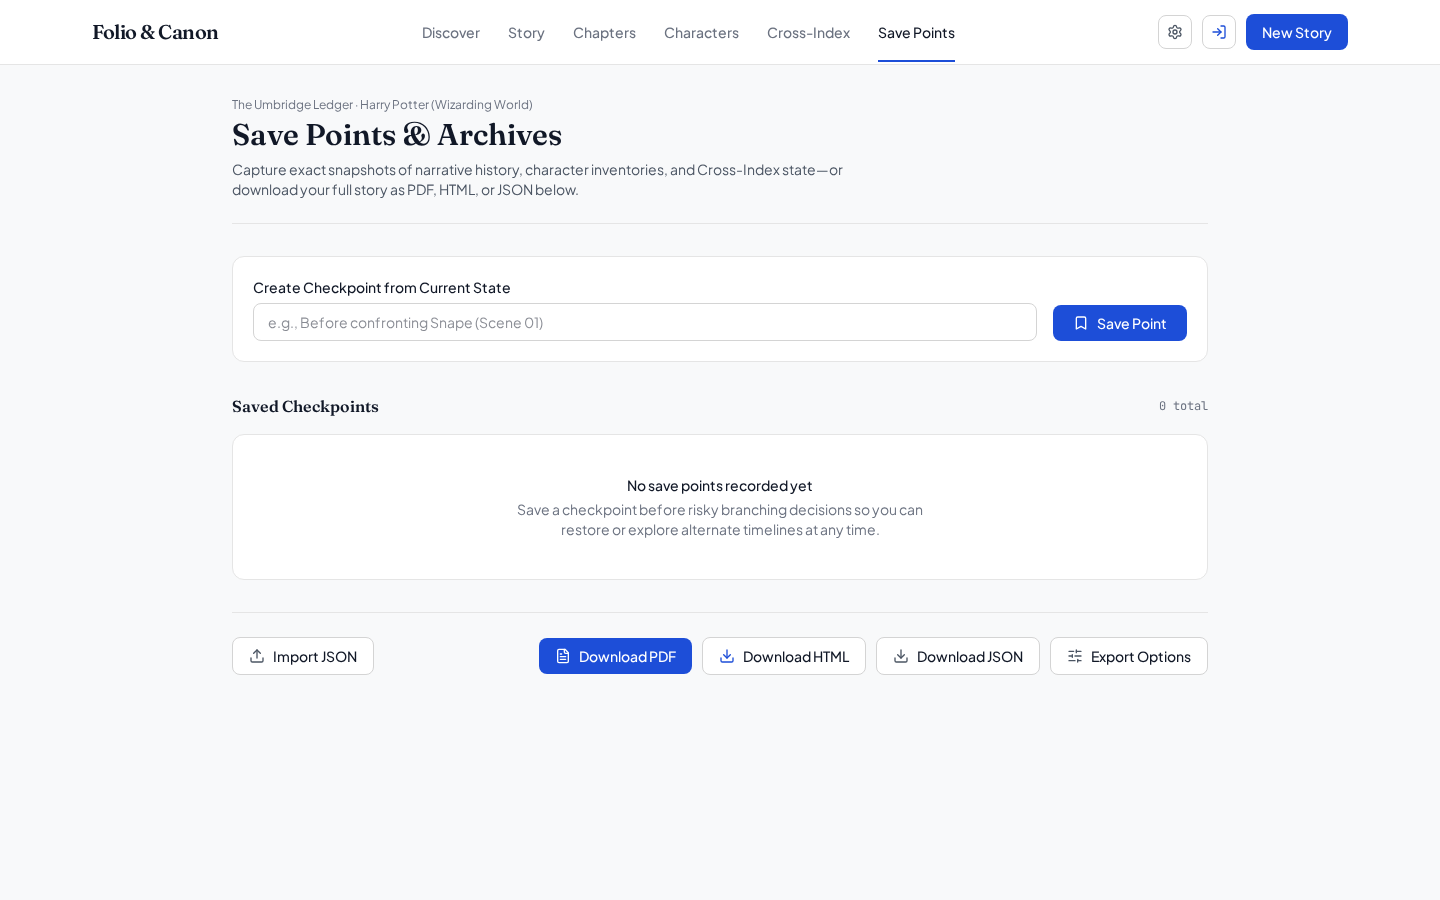 Folio & Canon
Discover
Story
Chapters
Characters
Cross-Index
Save Points
New Story
The Umbridge Ledger · Harry Potter (Wizarding World)
Save Points & Archives
Capture exact snapshots of narrative history, character inventories, and Cross-Index state—or
download your full story as PDF, HTML, or JSON below.
Create Checkpoint from Current State
e.g., Before confronting Snape (Scene 01)
Save Point
Saved Checkpoints
0 total
No save points recorded yet
Save a checkpoint before risky branching decisions so you can
restore or explore alternate timelines at any time.
Import JSON
Download PDF
Download HTML
Download JSON
Export Options